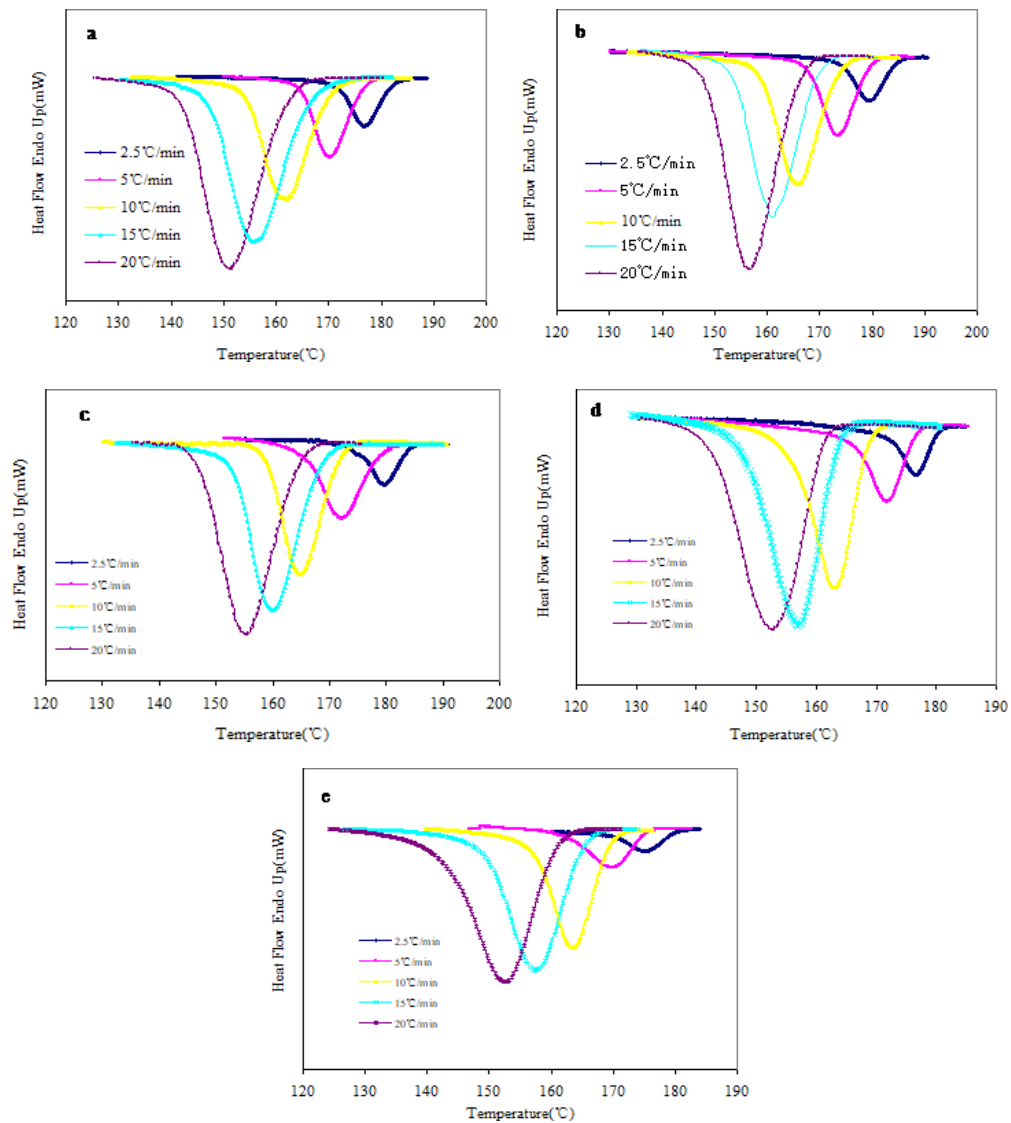 a
Heat Flow Endo Up(mW)
2.5℃/min
5℃/min
10℃/min
15℃/min
20℃/min
120 130 140 150 160 170 180 190 200
Temperature(℃)
b
Heat Flow Endo Up(mW)
2.5℃/min
5℃/min
10℃/min
15℃/min
20℃/min
120 130 140 150 160 170 180 190 200
Temperature(℃)
c
Heat Flow Endo Up(mW)
2.5℃/min
5℃/min
10℃/min
15℃/min
20℃/min
120 130 140 150 160 170 180 190 200
Temperature(℃)
d
Heat Flow Endo Up(mW)
2.5℃/min
5℃/min
10℃/min
15℃/min
20℃/min
120 130 140 150 160 170 180 190
Temperature(℃)
e
Heat Flow Endo Up(mW)
2.5℃/min
5℃/min
10℃/min
15℃/min
20℃/min
120 130 140 150 160 170 180 190
Temperature(℃)